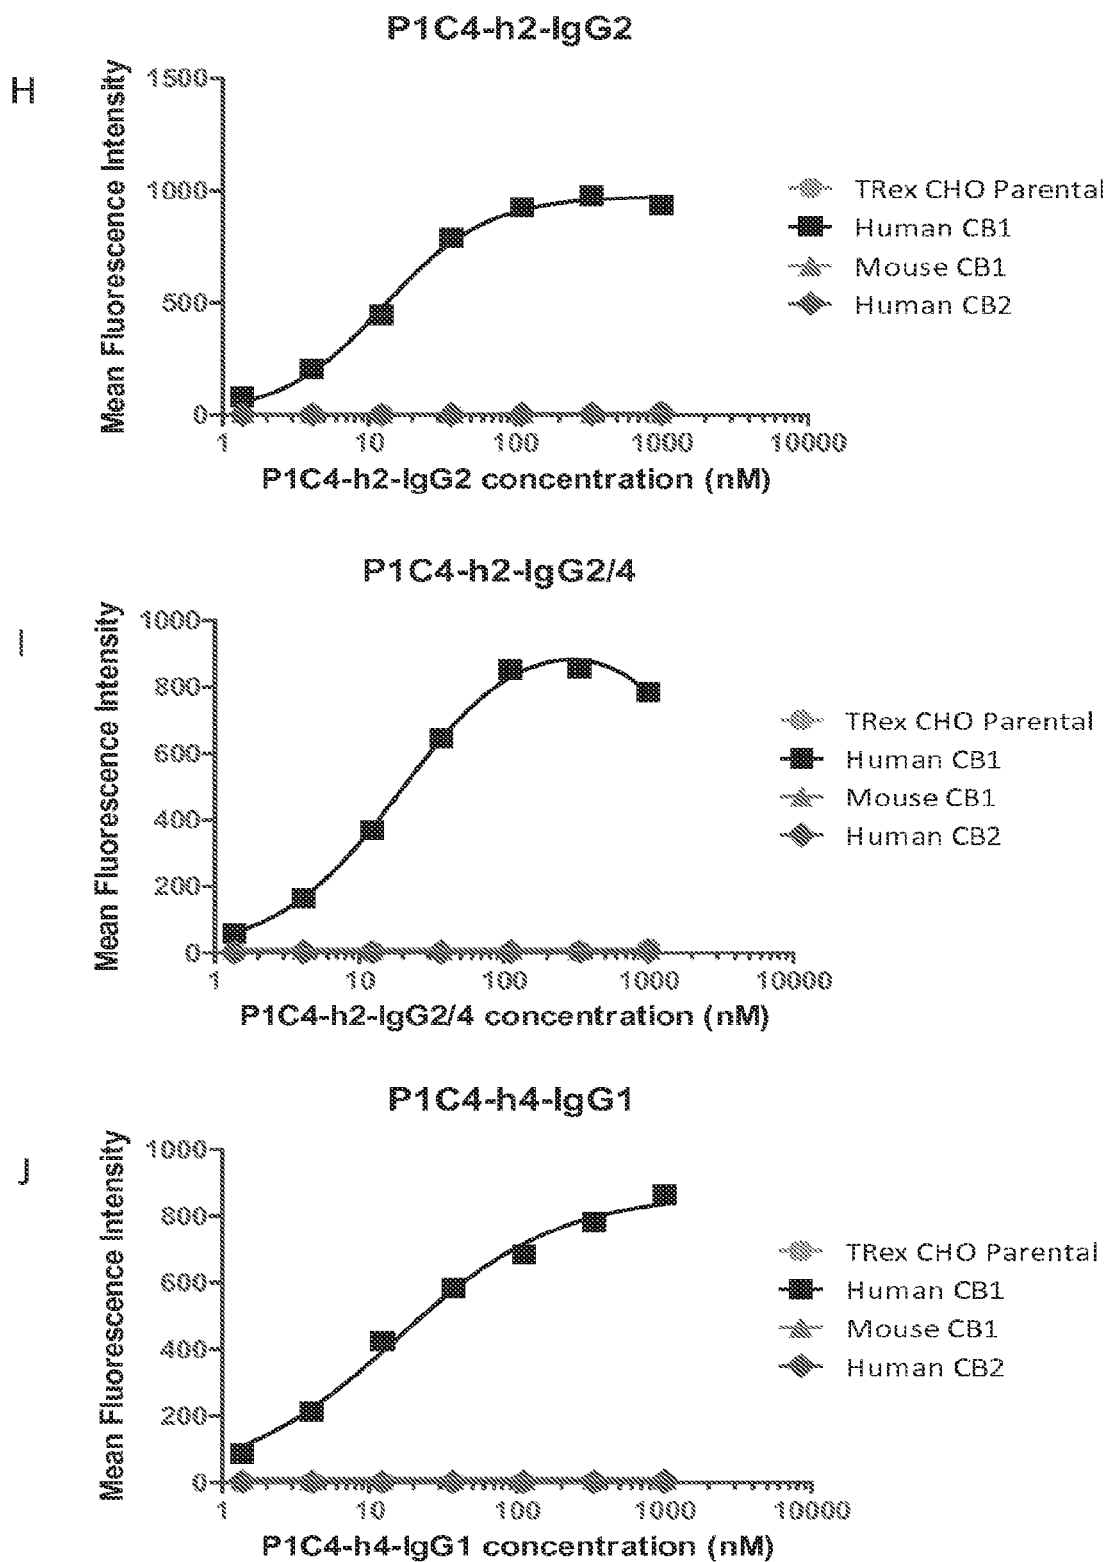 P1C4-h2-IgG2
H
Mean Fluorescence Intensity
1500
1000
500
0
1 10 100 1000 10000
P1C4-h2-IgG2 concentration (nM)
TRex CHO Parental
Human CB1
Mouse CB1
Human CB2
P1C4-h2-IgG2/4
I
Mean Fluorescence Intensity
1000
800
600
400
200
0
1 10 100 1000 10000
P1C4-h2-IgG2/4 concentration (nM)
TRex CHO Parental
Human CB1
Mouse CB1
Human CB2
P1C4-h4-IgG1
J
Mean Fluorescence Intensity
1000
800
600
400
200
0
1 10 100 1000 10000
P1C4-h4-IgG1 concentration (nM)
TRex CHO Parental
Human CB1
Mouse CB1
Human CB2